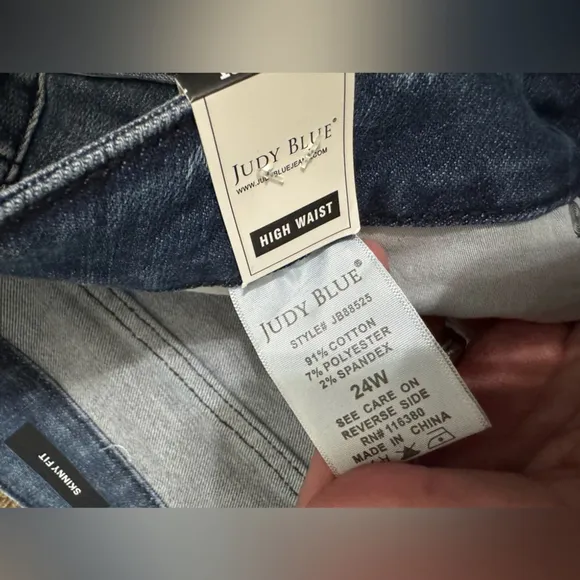 JUDY BLUE®
WWW.JUDYBLUEJEANS.COM
HIGH WAIST
JUDY BLUE®
STYLE# JB88525
91% COTTON
7% POLYESTER
2% SPANDEX
24W
SEE CARE ON
REVERSE SIDE
RN# 116380
MADE IN CHINA
SKINNY FIT